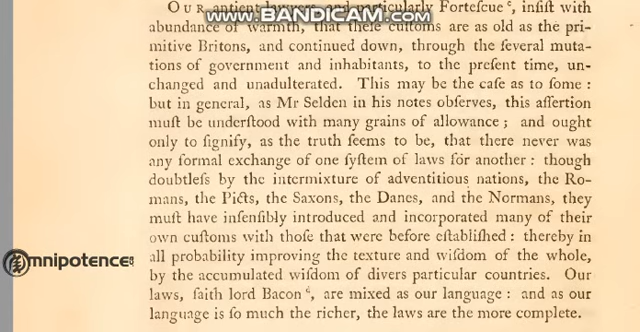 www.BANDICAM.com
OUR antient lawyers, and particularly Forteſcue c, inſiſt with
abundance of warmth, that theſe cuſtoms are as old as the pri-
mitive Britons, and continued down, through the ſeveral muta-
tions of government and inhabitants, to the preſent time, un-
changed and unadulterated. This may be the caſe as to ſome :
but in general, as Mr Selden in his notes obſerves, this aſſertion
muſt be underſtood with many grains of allowance ; and ought
only to ſignify, as the truth ſeems to be, that there never was
any formal exchange of one ſyſtem of laws for another : though
doubtleſs by the intermixture of adventitious nations, the Ro-
mans, the Picts, the Saxons, the Danes, and the Normans, they
muſt have inſenſibly introduced and incorporated many of their
own cuſtoms with thoſe that were before eſtabliſhed : thereby in
all probability improving the texture and wiſdom of the whole,
by the accumulated wiſdom of divers particular countries. Our
laws, ſaith lord Bacon d, are mixed as our language : and as our
language is ſo much the richer, the laws are the more complete.
mnipotence